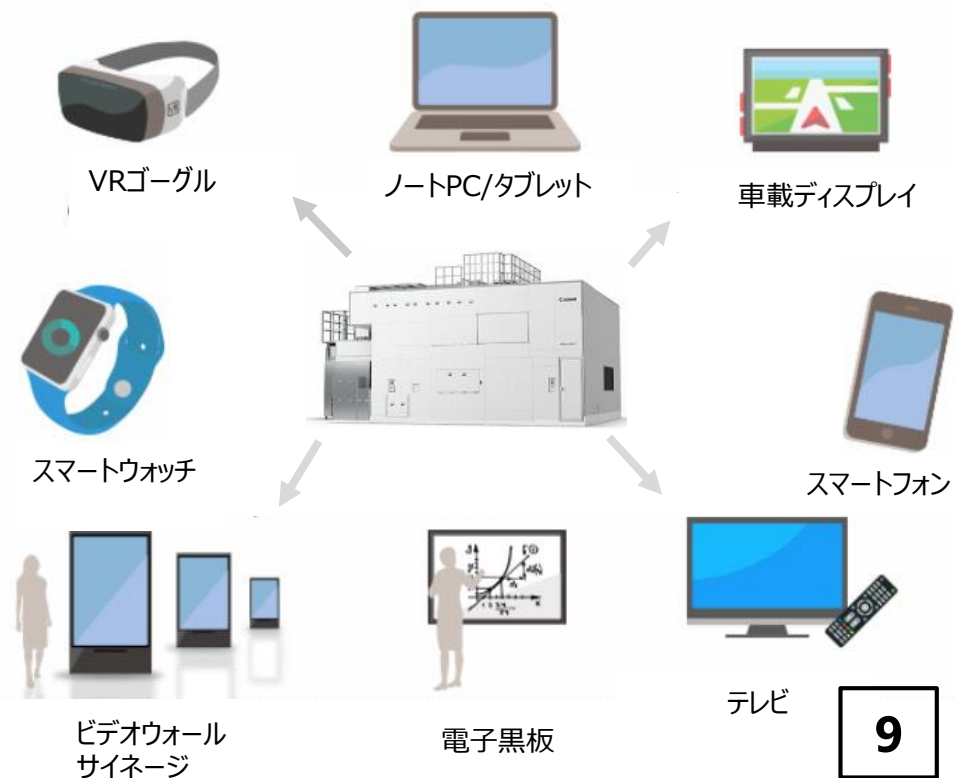 VRゴーグル
ノートPC/タブレット
車載ディスプレイ
Canon
スマートウォッチ
スマートフォン
ビデオウォール
サイネージ
電子黒板
テレビ
9